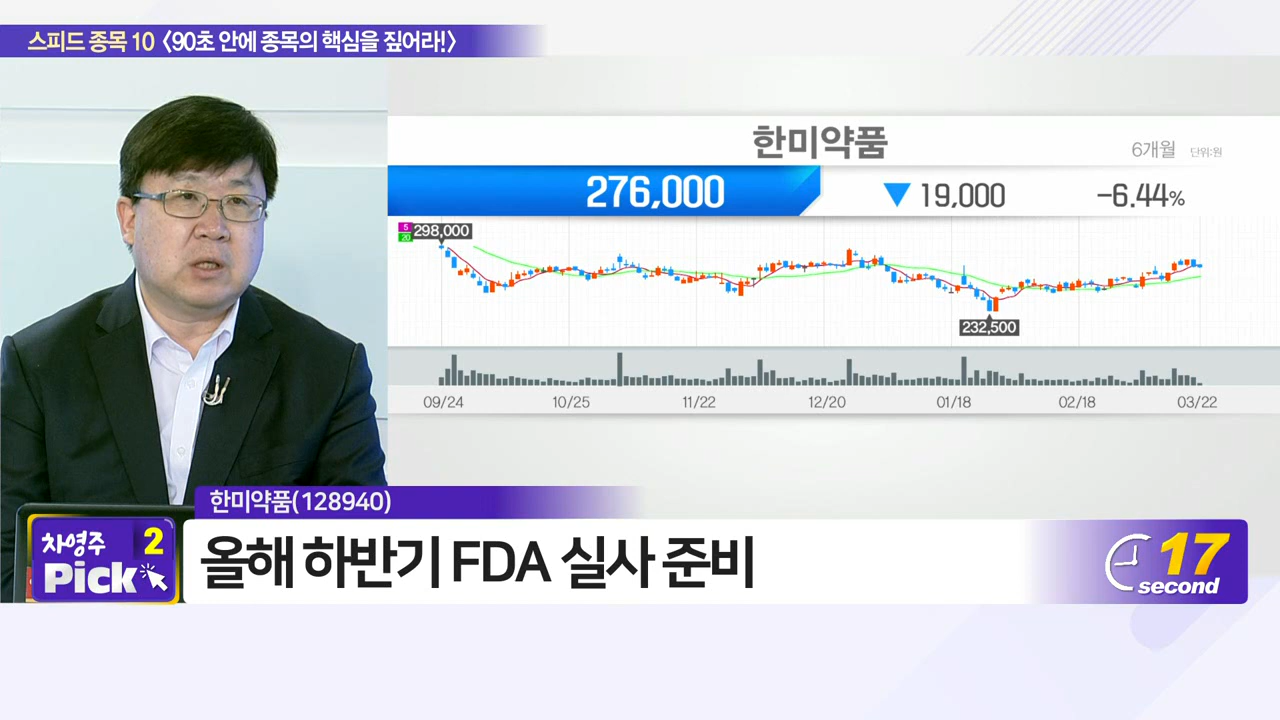 스피드 종목 10 〈90초 안에 종목의 핵심을 짚어라!〉
한미약품
6개월 단위:원
276,000 ▼ 19,000 -6.44%
5
20
298,000
232,500
09/24 10/25 11/22 12/20 01/18 02/18 03/22
한미약품(128940)
차영주 2
Pick
올해 하반기 FDA 실사 준비
17
second